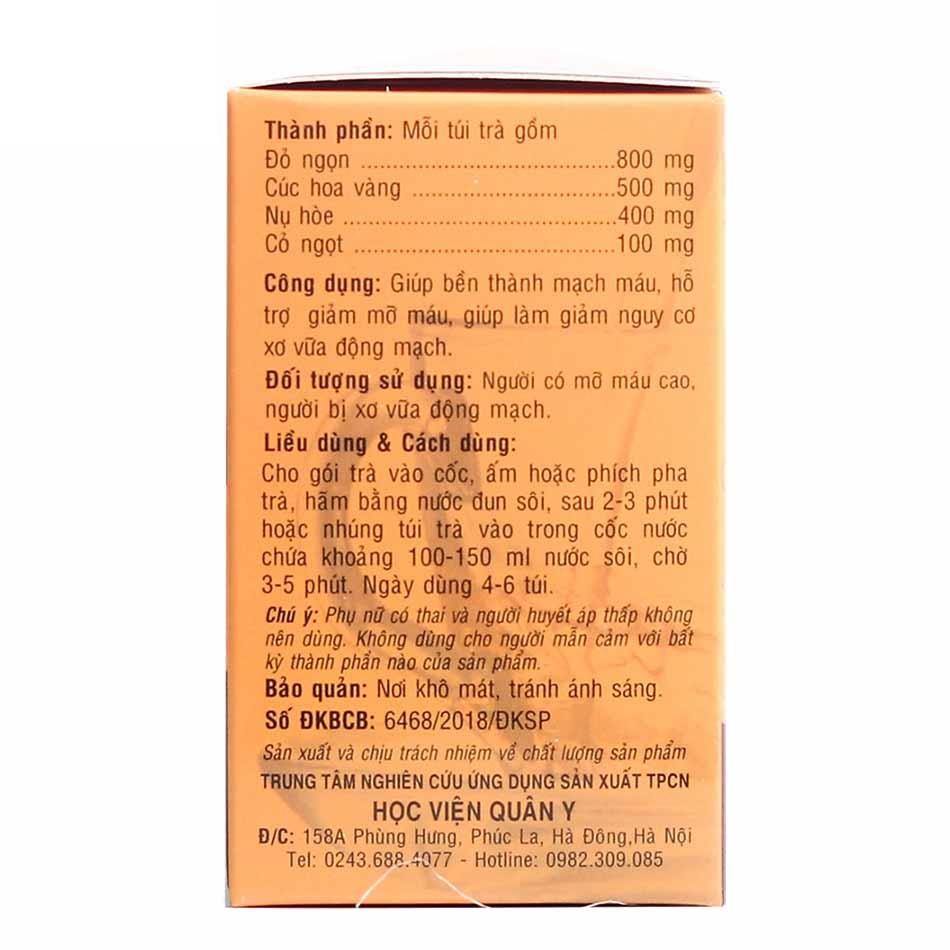 Thành phần: Mỗi túi trà gồm
Đỏ ngọn ..............................800 mg
Cúc hoa vàng ........................500 mg
Nụ hòe ................................400 mg
Cỏ ngọt ...............................100 mg
Công dụng: Giúp bền thành mạch máu, hỗ
trợ giảm mỡ máu, giúp làm giảm nguy cơ
xơ vữa động mạch.
Đối tượng sử dụng: Người có mỡ máu cao,
người bị xơ vữa động mạch.
Liều dùng & Cách dùng:
Cho gói trà vào cốc, ấm hoặc phích pha
trà, hãm bằng nước đun sôi, sau 2-3 phút
hoặc nhúng túi trà vào trong cốc nước
chứa khoảng 100-150 ml nước sôi, chờ
3-5 phút. Ngày dùng 4-6 túi.
Chú ý: Phụ nữ có thai và người huyết áp thấp không
nên dùng. Không dùng cho người mẫn cảm với bất
kỳ thành phần nào của sản phẩm.
Bảo quản: Nơi khô mát, tránh ánh sáng.
Số ĐKBCB: 6468/2018/ĐKSP
Sản xuất và chịu trách nhiệm về chất lượng sản phẩm
TRUNG TÂM NGHIÊN CỨU ỨNG DỤNG SẢN XUẤT TPCN
HỌC VIỆN QUÂN Y
Đ/C: 158A Phùng Hưng, Phúc La, Hà Đông,Hà Nội
Tel: 0243.688.4077 - Hotline: 0982.309.085